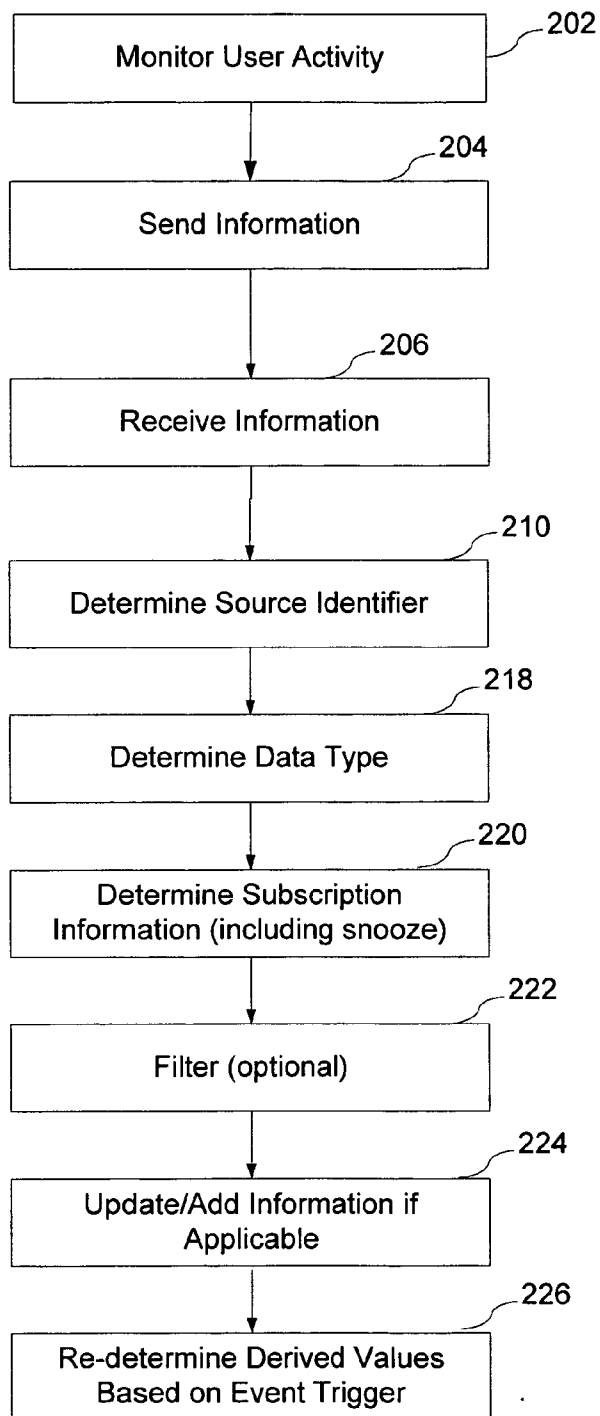 202
Monitor User Activity
204
Send Information
206
Receive Information
210
Determine Source Identifier
218
Determine Data Type
220
Determine Subscription
Information (including snooze)
222
Filter (optional)
224
Update/Add Information if
Applicable
226
Re-determine Derived Values
Based on Event Trigger